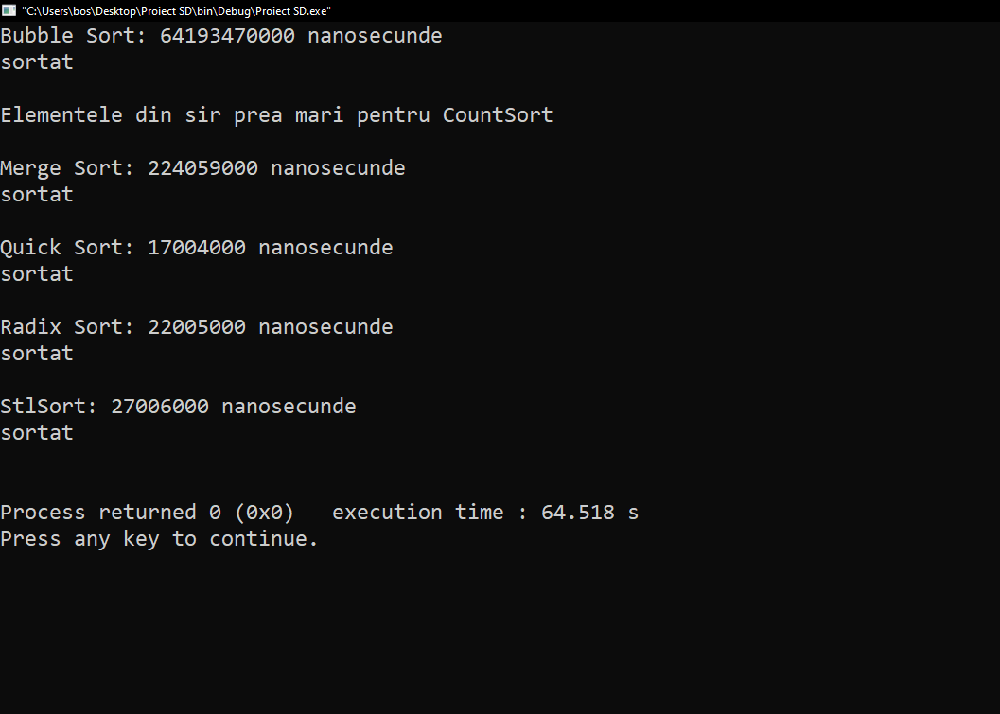 "C:\Users\bos\Desktop\Proiect SD\bin\Debug\Proiect SD.exe"
Bubble Sort: 64193470000 nanosecunde
sortat
Elementele din sir prea mari pentru CountSort
Merge Sort: 224059000 nanosecunde
sortat
Quick Sort: 17004000 nanosecunde
sortat
Radix Sort: 22005000 nanosecunde
sortat
StlSort: 27006000 nanosecunde
sortat
Process returned 0 (0x0)   execution time : 64.518 s
Press any key to continue.